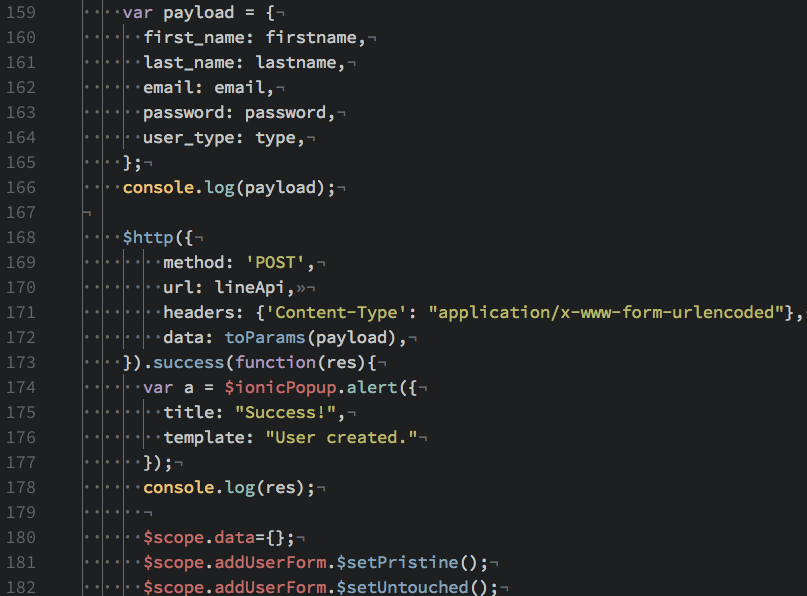 159 var payload = {
160 first_name: firstname,
161 last_name: lastname,
162 email: email,
163 password: password,
164 user_type: type,
165 };
166 console.log(payload);
167
168 $http({
169 method: 'POST',
170 url: lineApi,
171 headers: {'Content-Type': "application/x-www-form-urlencoded"},
172 data: toParams(payload),
173 }).success(function(res){
174 var a = $ionicPopup.alert({
175 title: "Success!",
176 template: "User created."
177 });
178 console.log(res);
179
180 $scope.data={};
181 $scope.addUserForm.$setPristine();
182 $scope.addUserForm.$setUntouched();